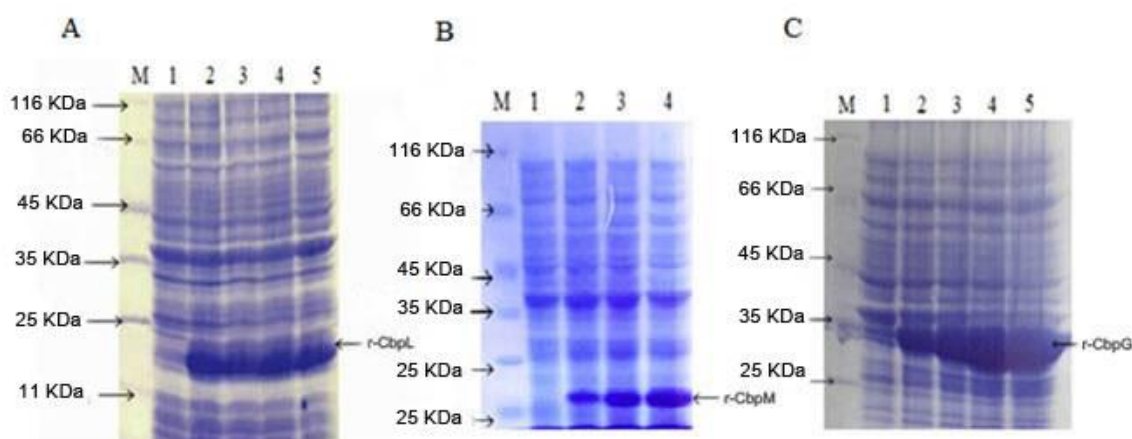 A
M 1 2 3 4 5
116 KDa
66 KDa
45 KDa
35 KDa
25 KDa
r-CbpL
11 KDa
B
M 1 2 3 4
116 KDa
66 KDa
45 KDa
35 KDa
25 KDa
r-CbpM
25 KDa
C
M 1 2 3 4 5
116 KDa
66 KDa
45 KDa
35 KDa
r-CbpG
25 KDa